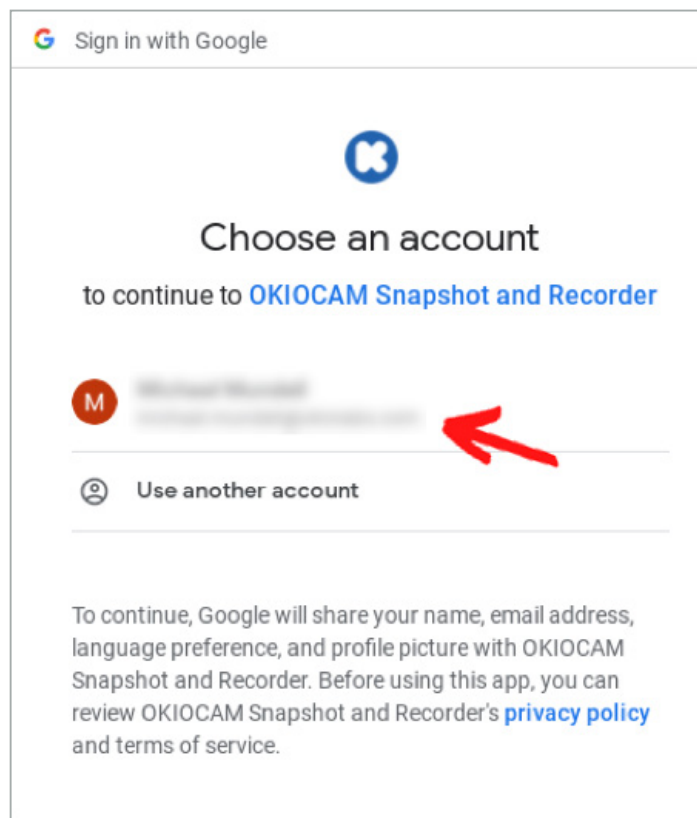 Sign in with Google
Choose an account
to continue to OKIOCAM Snapshot and Recorder
M
Use another account
To continue, Google will share your name, email address,
language preference, and profile picture with OKIOCAM
Snapshot and Recorder. Before using this app, you can
review OKIOCAM Snapshot and Recorder's privacy policy
and terms of service.